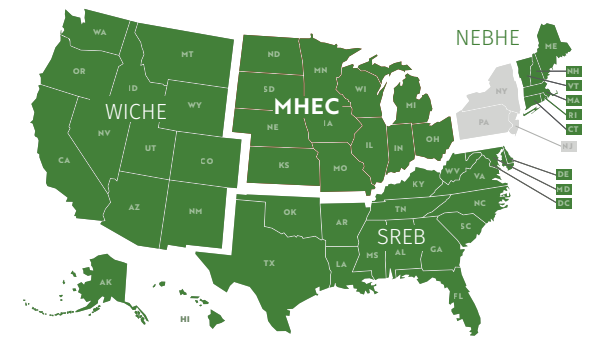 WA
OR
ID
MT
WY
WICHE
NV
UT
CO
CA
AZ
NM
AK
HI
ND
SD
NE
KS
MN
IA
MO
WI
IL
IN
MI
OH
MHEC
OK
TX
AR
LA
KY
TN
MS
AL
GA
FL
SC
NC
VA
WV
SREB
DE
MD
DC
NY
PA
NJ
NEBHE
ME
NH
VT
MA
RI
CT